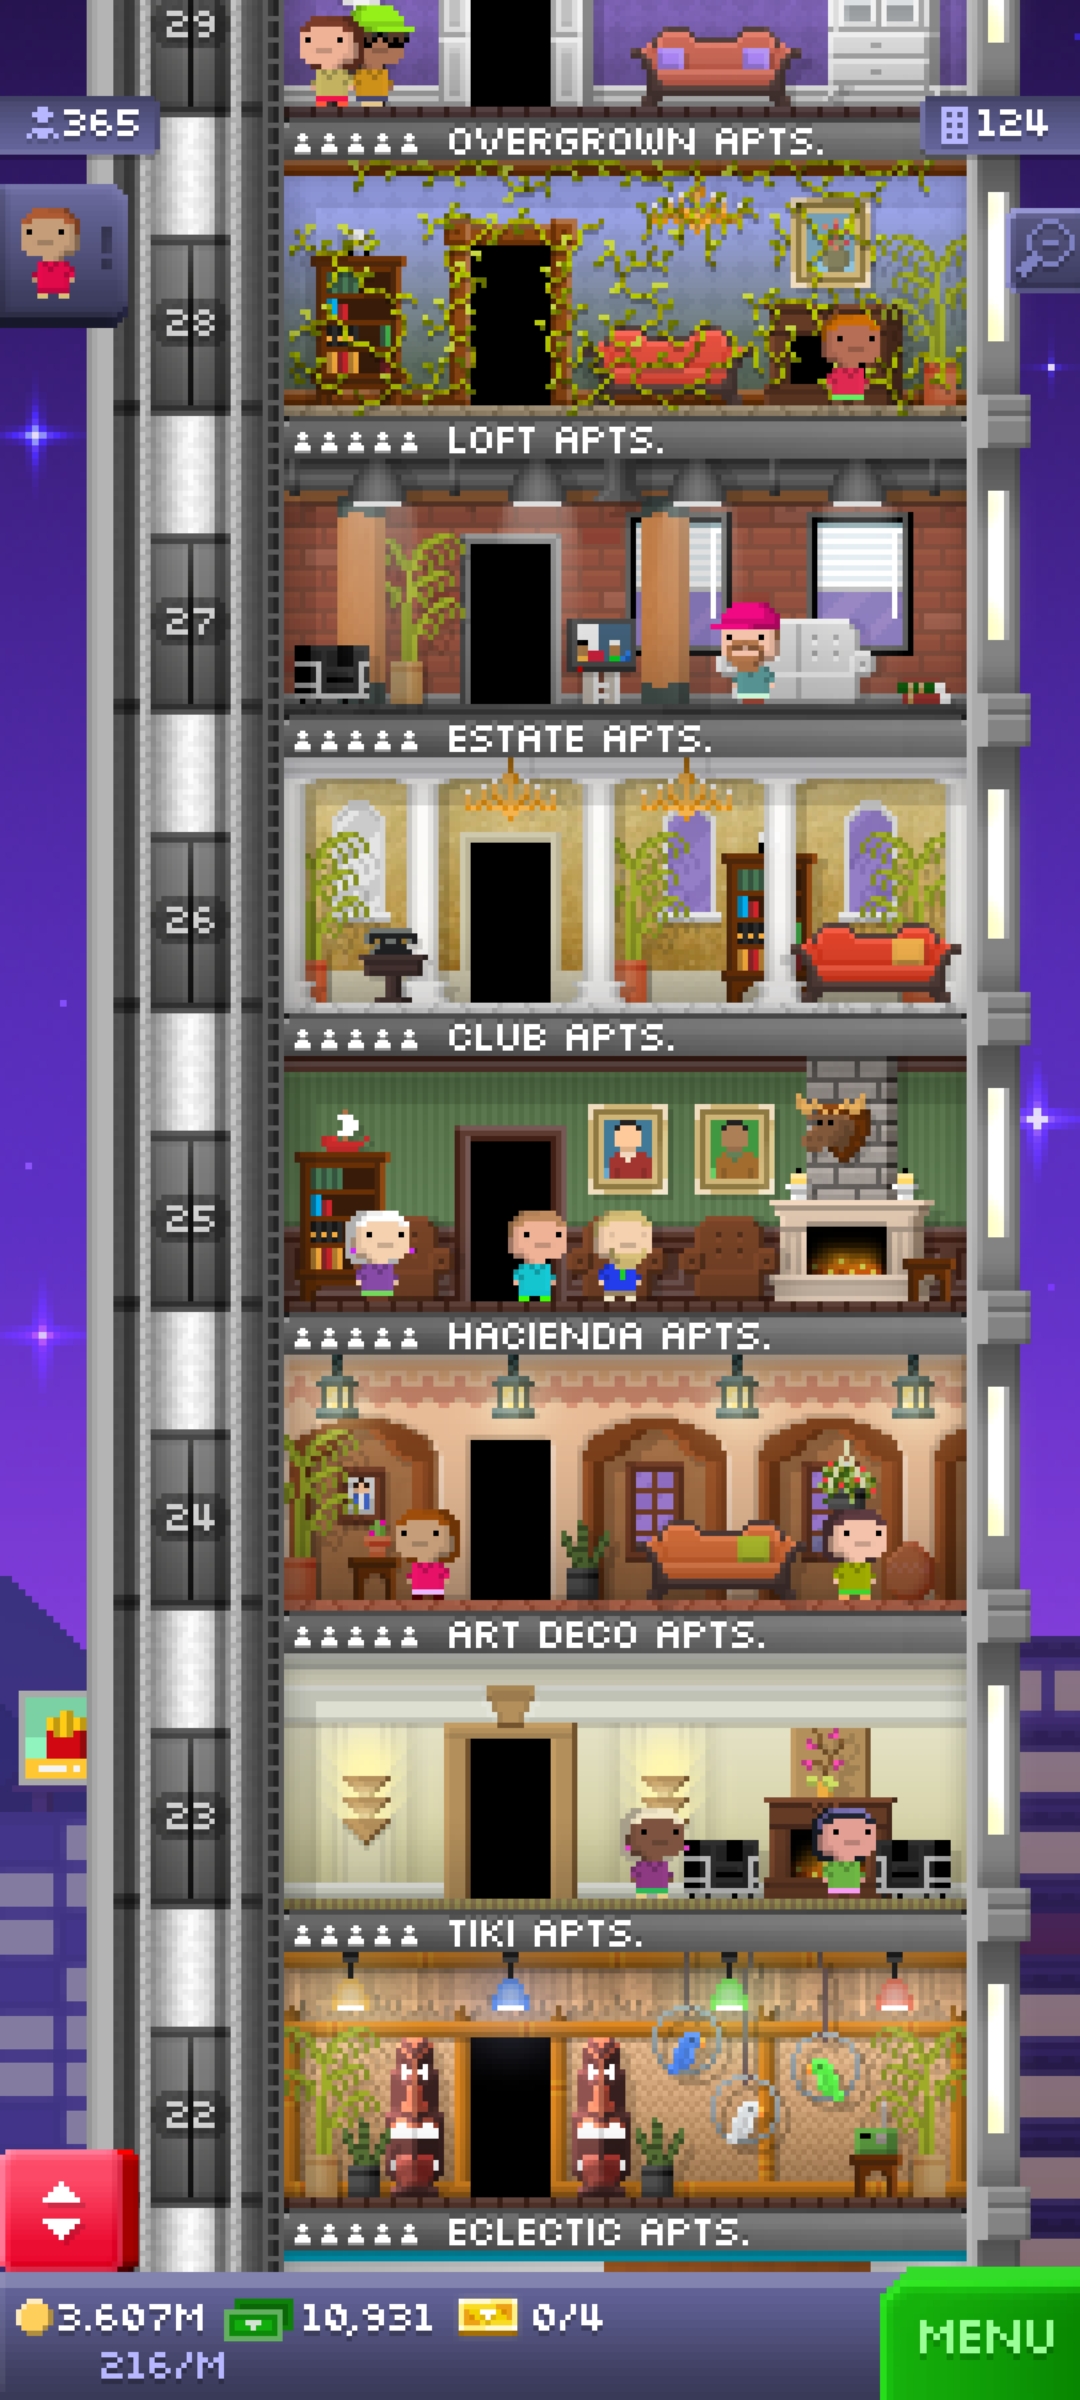 29
365
124
OVERGROWN APTS.
!
28
LOFT APTS.
27
ESTATE APTS.
26
CLUB APTS.
25
HACIENDA APTS.
24
ART DECO APTS.
23
TIKI APTS.
22
ECLECTIC APTS.
3.607M 10,931 0/4
216/M
MENU